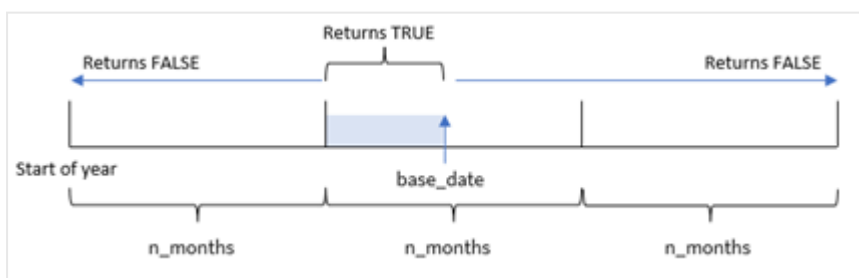 Returns TRUE
Returns FALSE
Returns FALSE
Start of year
base_date
n_months
n_months
n_months